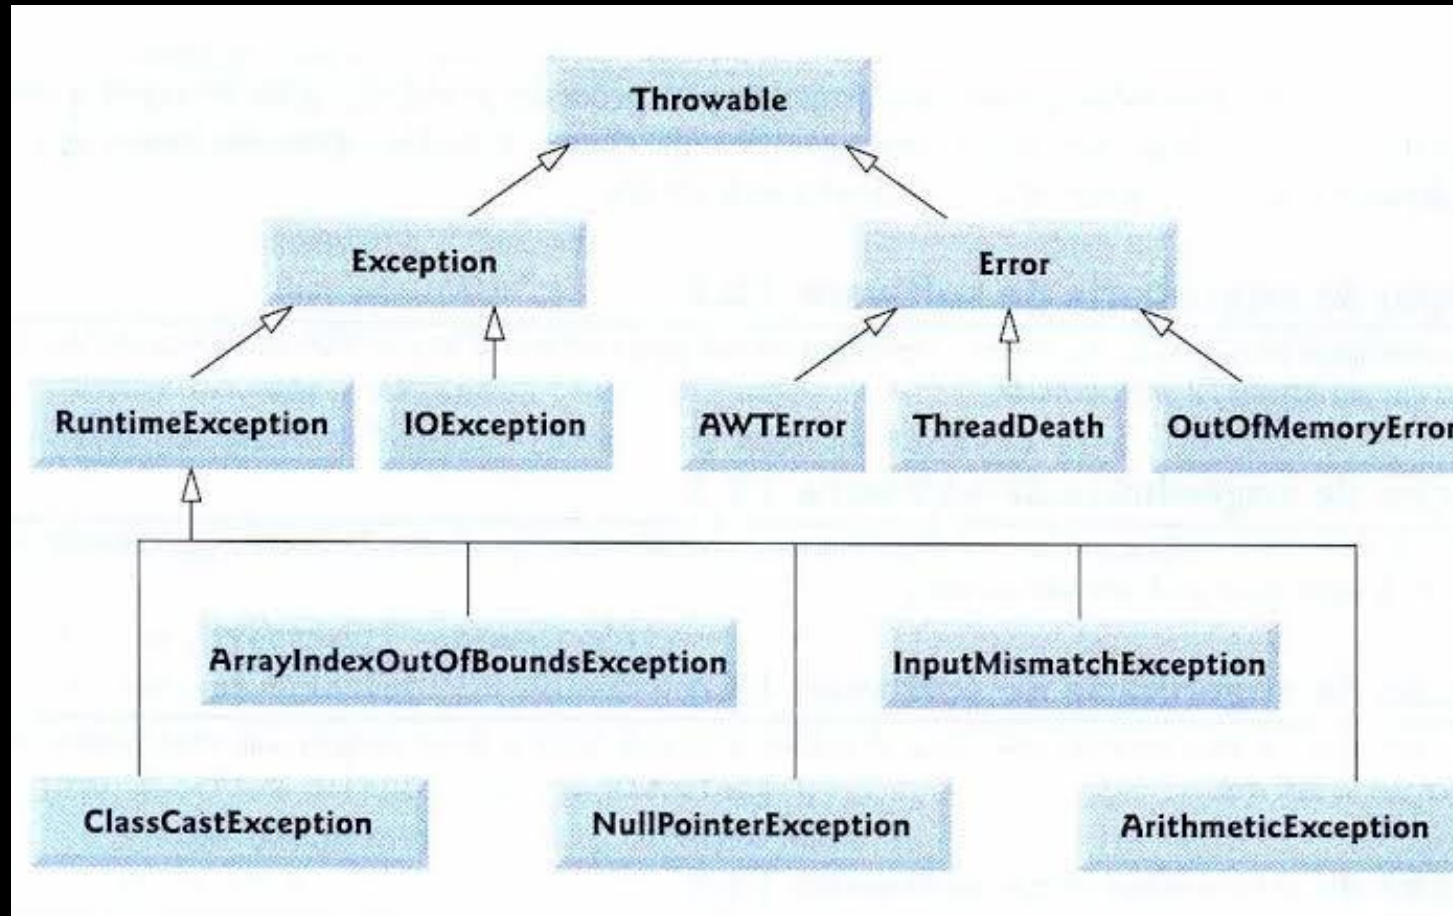 Throwable
Exception
Error
RuntimeException
IOException
AWTError
ThreadDeath
OutOfMemoryError
ArrayIndexOutOfBoundsException
InputMismatchException
ClassCastException
NullPointerException
ArithmeticException